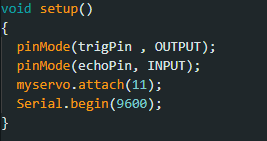 void setup()
{
  pinMode(trigPin , OUTPUT);
  pinMode(echoPin, INPUT);
  myservo.attach(11);
  Serial.begin(9600);
}